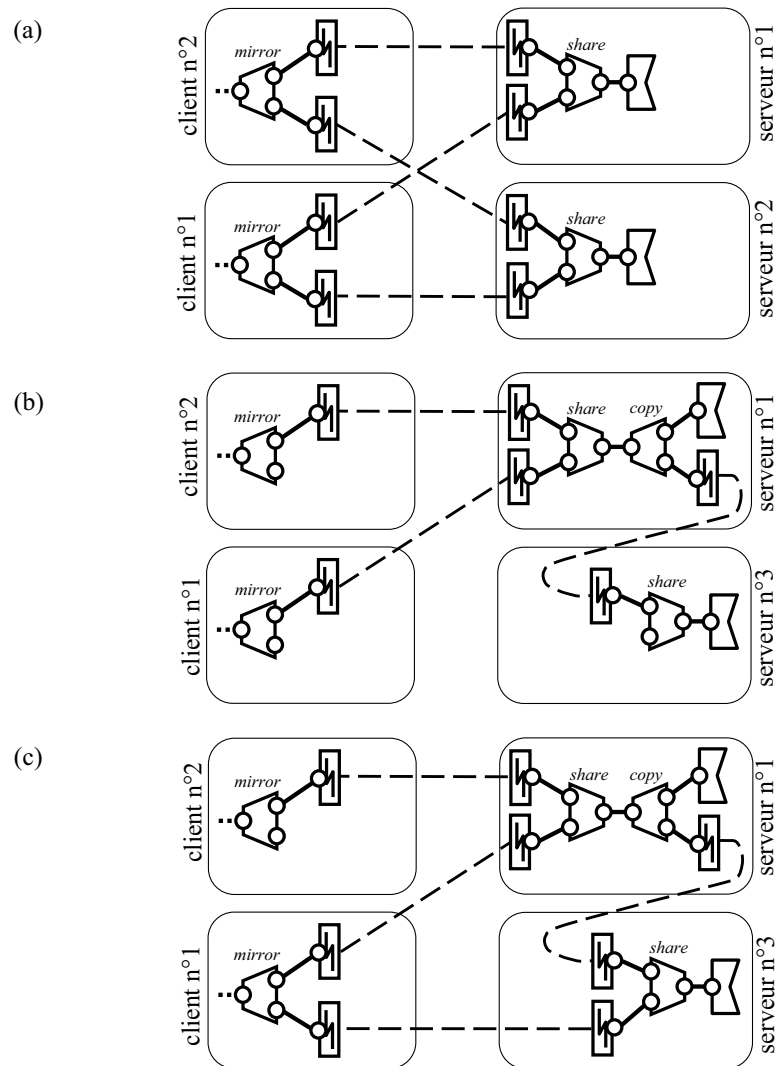 (a)
client n°2
mirror
share
serveur n°1
client n°1
mirror
share
serveur n°2
(b)
client n°2
mirror
share
copy
serveur n°1
client n°1
mirror
share
serveur n°3
(c)
client n°2
mirror
share
copy
serveur n°1
client n°1
mirror
share
serveur n°3